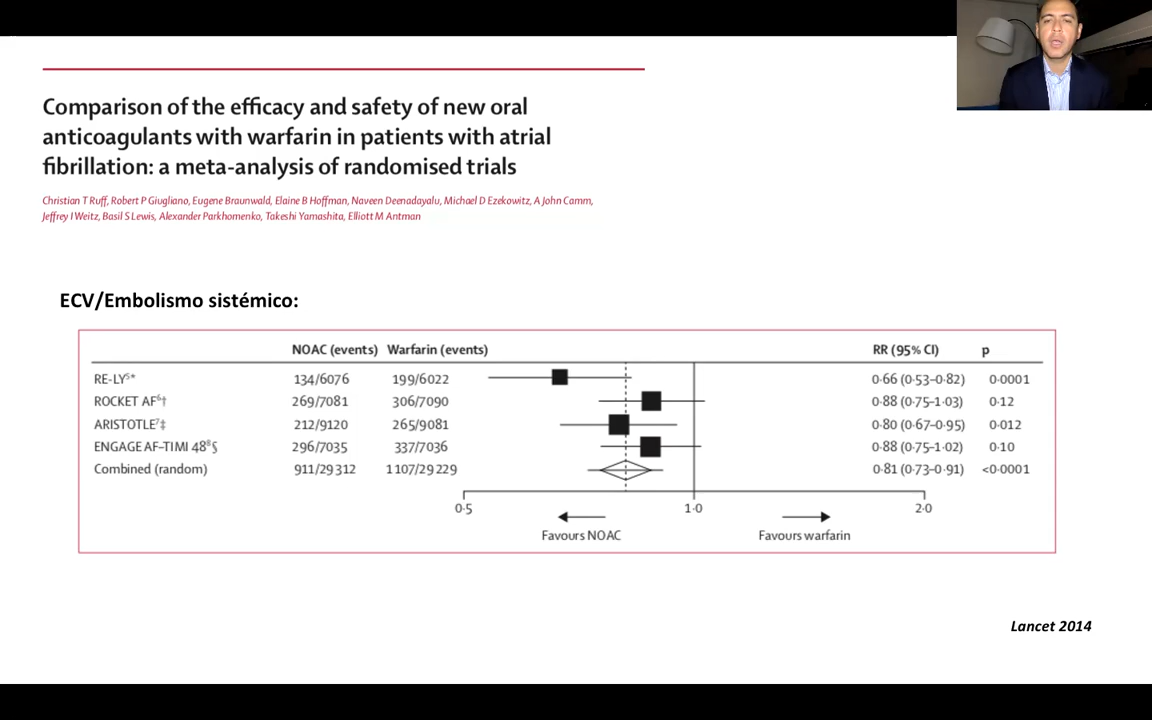 Comparison of the efficacy and safety of new oral
anticoagulants with warfarin in patients with atrial
fibrillation: a meta-analysis of randomised trials
Christian T Ruff, Robert P Giugliano, Eugene Braunwald, Elaine B Hoffman, Naveen Deenadayalu, Michael D Ezekowitz, A John Camm,
Jeffrey I Weitz, Basil S Lewis, Alexander Parkhomenko, Takeshi Yamashita, Elliott M Antman
ECV/Embolismo sistémico:
NOAC (events) Warfarin (events) RR (95% CI) p
RE-LY⁵* 134/6076 199/6022 0·66 (0·53–0·82) 0·0001
ROCKET AF⁶† 269/7081 306/7090 0·88 (0·75–1·03) 0·12
ARISTOTLE⁷‡ 212/9120 265/9081 0·80 (0·67–0·95) 0·012
ENGAGE AF–TIMI 48⁸§ 296/7035 337/7036 0·88 (0·75–1·02) 0·10
Combined (random) 911/29 312 1107/29 229 0·81 (0·73–0·91) <0·0001
0·5 1·0 2·0
Favours NOAC Favours warfarin
Lancet 2014